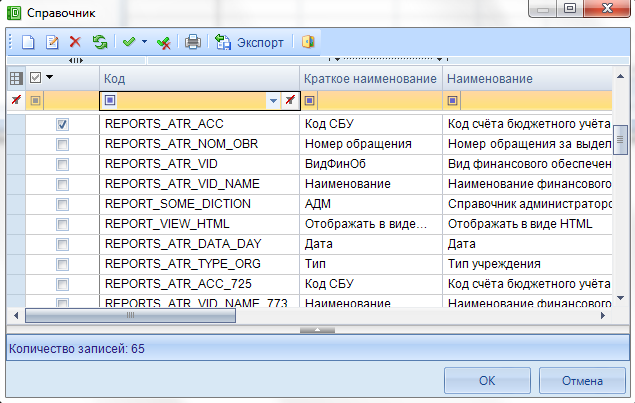 Справочник
Экспорт
Код Краткое наименование Наименование
REPORTS_ATR_ACC Код СБУ Код счёта бюджетного учёта
REPORTS_ATR_NOM_OBR Номер обращения Номер обращения за выдел
REPORTS_ATR_VID ВидФинОб Вид финансового обеспечен
REPORTS_ATR_VID_NAME Наименование Наименование финансового
REPORT_SOME_DICTION АДМ Справочник администраторо
REPORT_VIEW_HTML Отображать в виде... Отображать в виде HTML
REPORTS_ATR_DATA_DAY Дата Дата
REPORTS_ATR_TYPE_ORG Тип Тип учреждения
REPORTS_ATR_ACC_725 Код СБУ Код счёта бюджетного учёта
REPORTS_ATR_VID_NAME_773 Наименование Наименование финансового
Количество записей: 65
OK Отмена